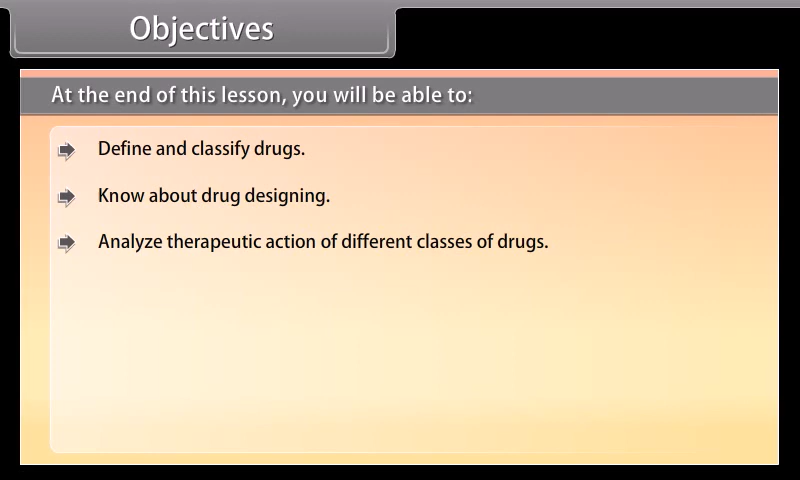 Objectives
At the end of this lesson, you will be able to:
Define and classify drugs.
Know about drug designing.
Analyze therapeutic action of different classes of drugs.